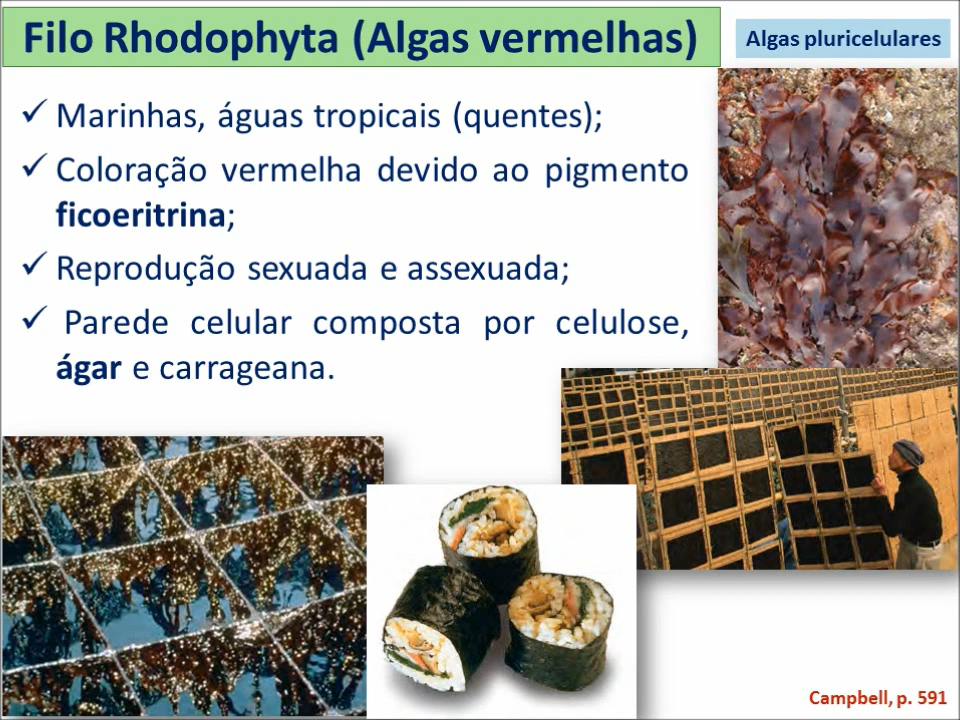 Filo Rhodophyta (Algas vermelhas)
Algas pluricelulares
✓ Marinhas, águas tropicais (quentes);
✓ Coloração vermelha devido ao pigmento
ficoeritrina;
✓ Reprodução sexuada e assexuada;
✓ Parede celular composta por celulose,
ágar e carrageana.
Campbell, p. 591